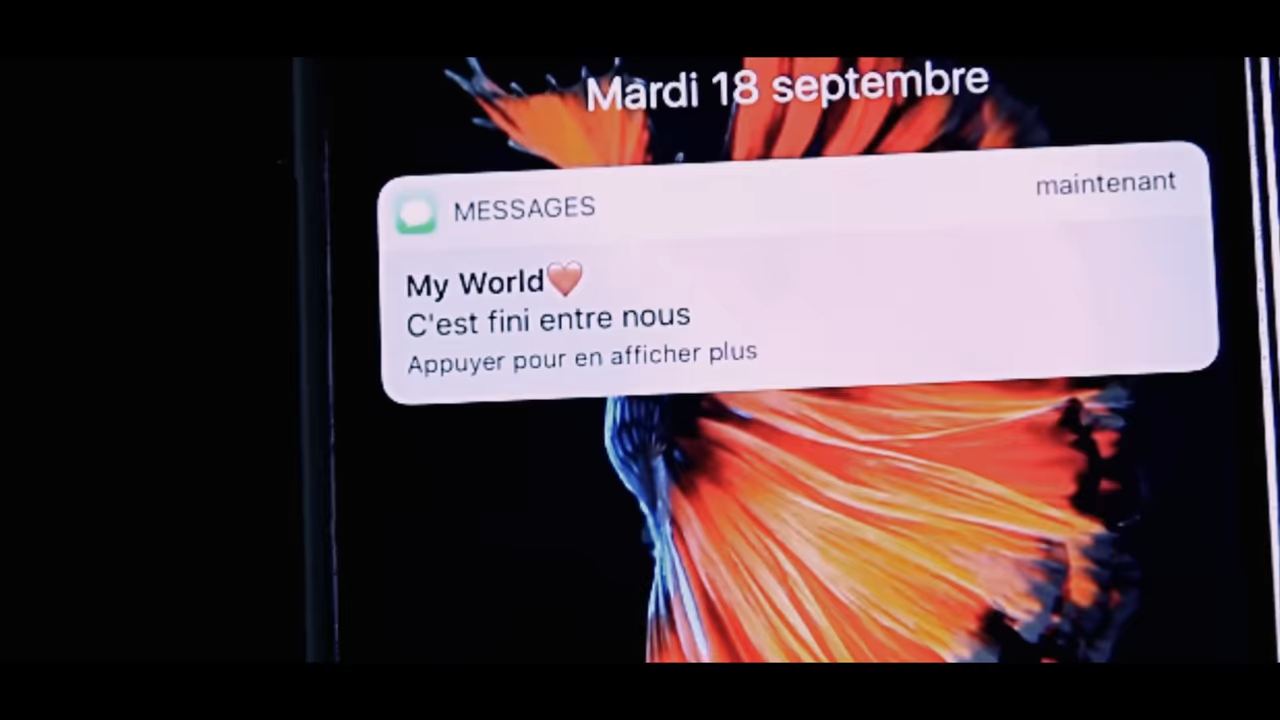 Mardi 18 septembre
MESSAGES
maintenant
My World🧡
C'est fini entre nous
Appuyer pour en afficher plus